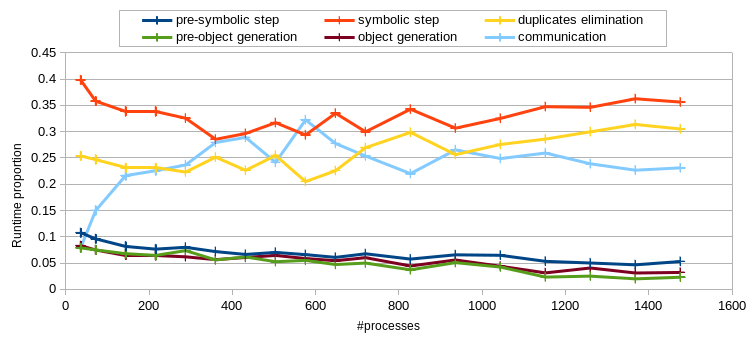 pre-symbolic step symbolic step duplicates elimination
pre-object generation object generation communication
0.45
0.4
0.35
0.3
0.25
0.2
0.15
0.1
0.05
0
Runtime proportion
0 200 400 600 800 1000 1200 1400 1600
#processes